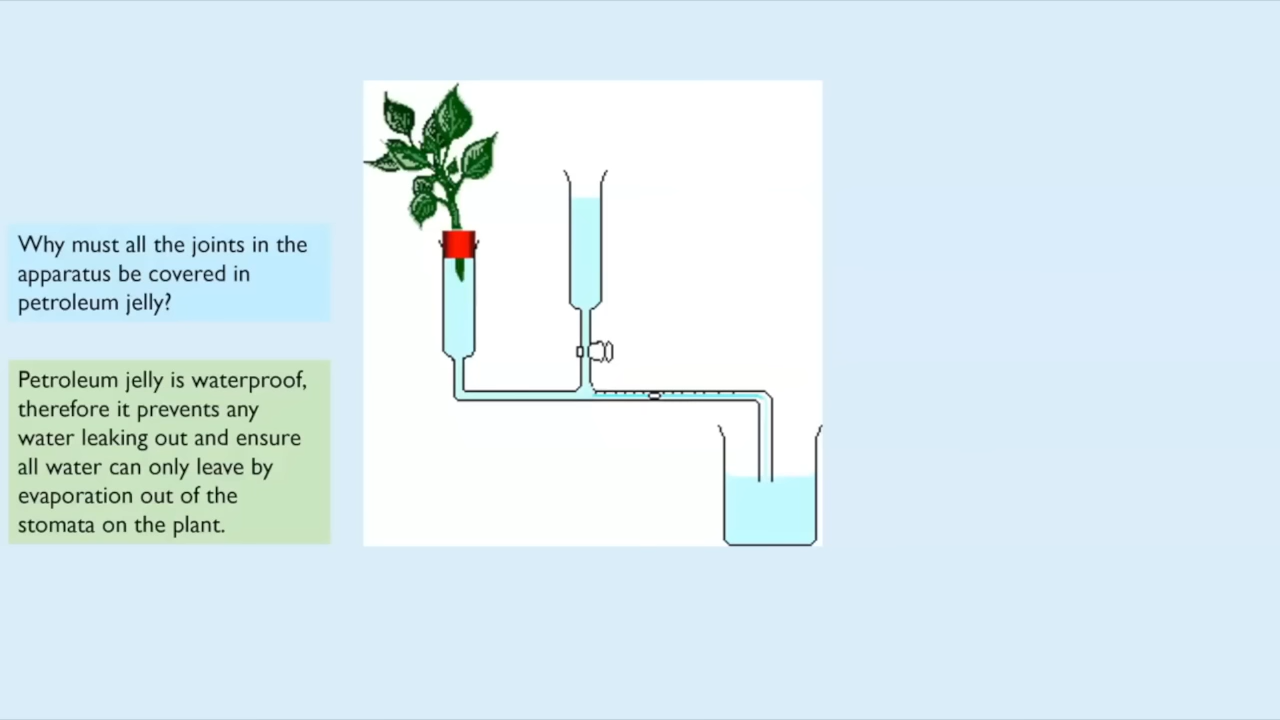 Why must all the joints in the
apparatus be covered in
petroleum jelly?
Petroleum jelly is waterproof,
therefore it prevents any
water leaking out and ensure
all water can only leave by
evaporation out of the
stomata on the plant.